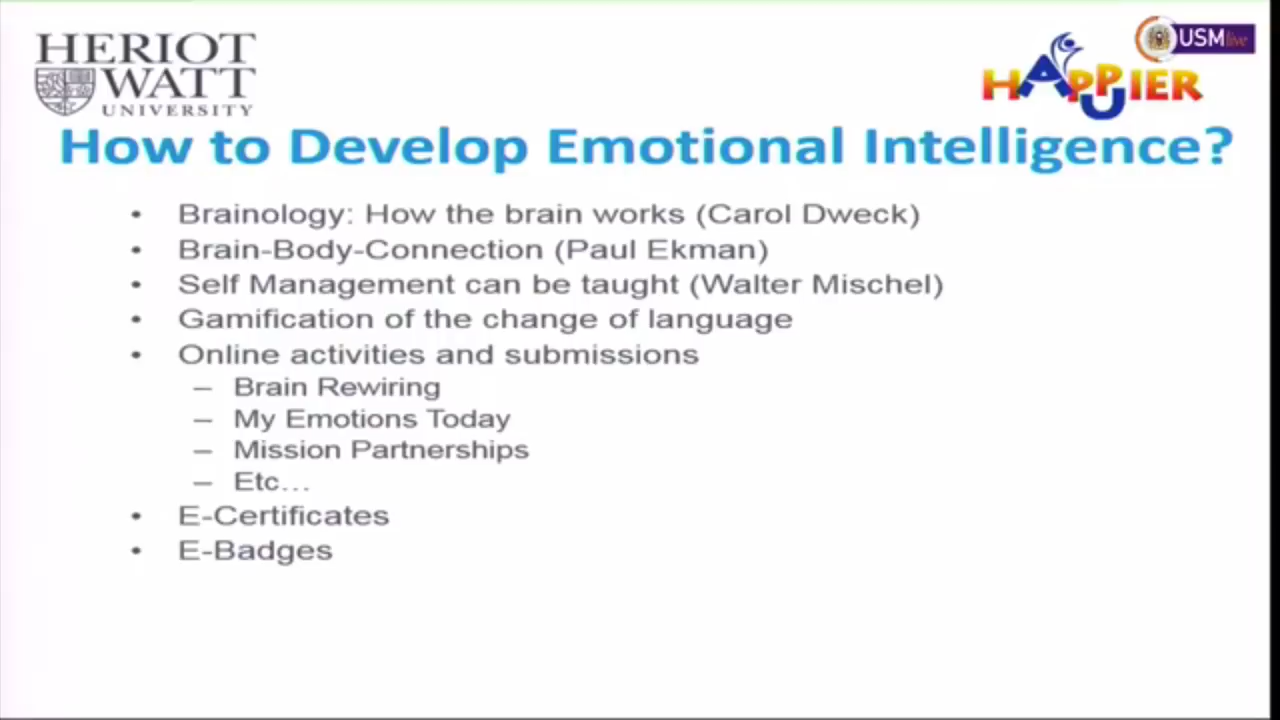 HERIOT
WATT
UNIVERSITY
HAPPIER
U
USMlive
How to Develop Emotional Intelligence?
• Brainology: How the brain works (Carol Dweck)
• Brain-Body-Connection (Paul Ekman)
• Self Management can be taught (Walter Mischel)
• Gamification of the change of language
• Online activities and submissions
– Brain Rewiring
– My Emotions Today
– Mission Partnerships
– Etc…
• E-Certificates
• E-Badges